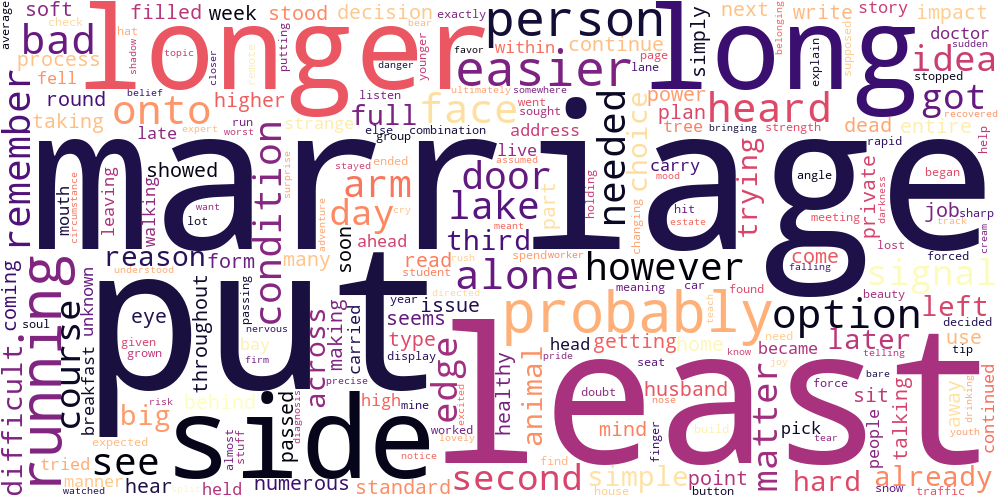 average
soft
stood
decision
longer
person
long
next
write
story
impact
hat
check
bear
exactly
bad
filled
week
favor
within
continue
page
simply
supposed
doctor
process
topic
shadow
putting
closer
younger
danger
easier
lane
explain
belonging
idea
fell
belief
ultimately
somewhere
sudden
stopped
onto
round
higher
listen
full
face
went
sought
choice
power
heard
got
taking
expert
run
worst
strange
else
group
combination
address
plan
tree
bringing
strength
dead
entire
recovered
remember
late
marriage
stayed
ended
live
needed
carry
rapid
help
showed
mouth
circumstance
leaving
walking
want
lot
condition
surprise
arm
cry
assumed
door
part
holding
changing
mood
hit
estate
trying
angle
private
darkness
began
job
sharp
day
adventure
meant
lake
meeting
track
cream
soon
ahead
third
lost
forced
reason
form
many
read
student
rush
spend
worker
however
come
falling
signal
difficult
coming
understood
put
passing
nervous
year
directed
alone
meaning
car
found
beauty
running
soul
course
unknown
breakfast
eye
given
grown
throughout
bay
firm
across
making
carried
issue
seems
type
display
probably
teach
option
left
decided
use
tip
precise
head
getting
home
need
know
became
later
telling
big
risk
behind
high
mine
edge
healthy
pride
seat
least
joy
force
bare
animal
doubt
husband
matter
sit
people
talking
away
drinking
youth
continued
expected
manner
side
passed
diagnosis
worked
excited
lovely
mind
nose
finger
build
pick
tear
see
tried
almost
stuff
notice
find
simple
point
hard
already
watched
hear
held
numerous
standard
second
house
button
snow
traffic